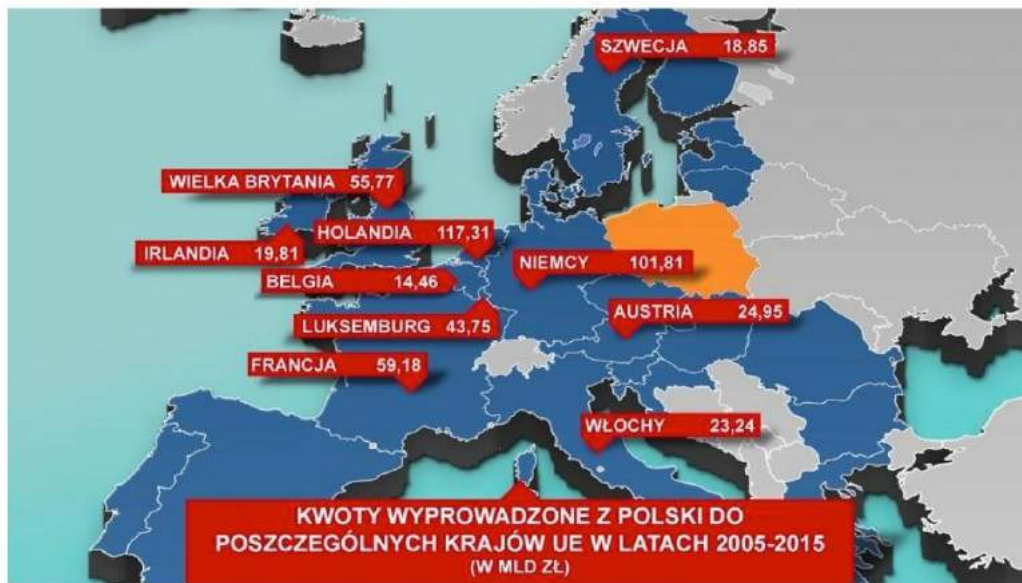 SZWECJA 18,85
WIELKA BRYTANIA 55,77
HOLANDIA 117,31
IRLANDIA 19,81
NIEMCY 101,81
BELGIA 14,46
AUSTRIA 24,95
LUKSEMBURG 43,75
FRANCJA 59,18
WŁOCHY 23,24
KWOTY WYPROWADZONE Z POLSKI DO
POSZCZEGÓLNYCH KRAJÓW UE W LATACH 2005-2015
(W MLD ZŁ)